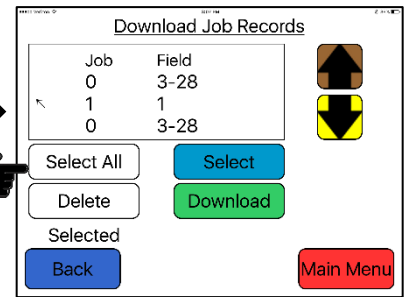 Download Job Records
Job Field
0 3-28
1 1
0 3-28
Select All Select
Delete Download
Selected
Back Main Menu